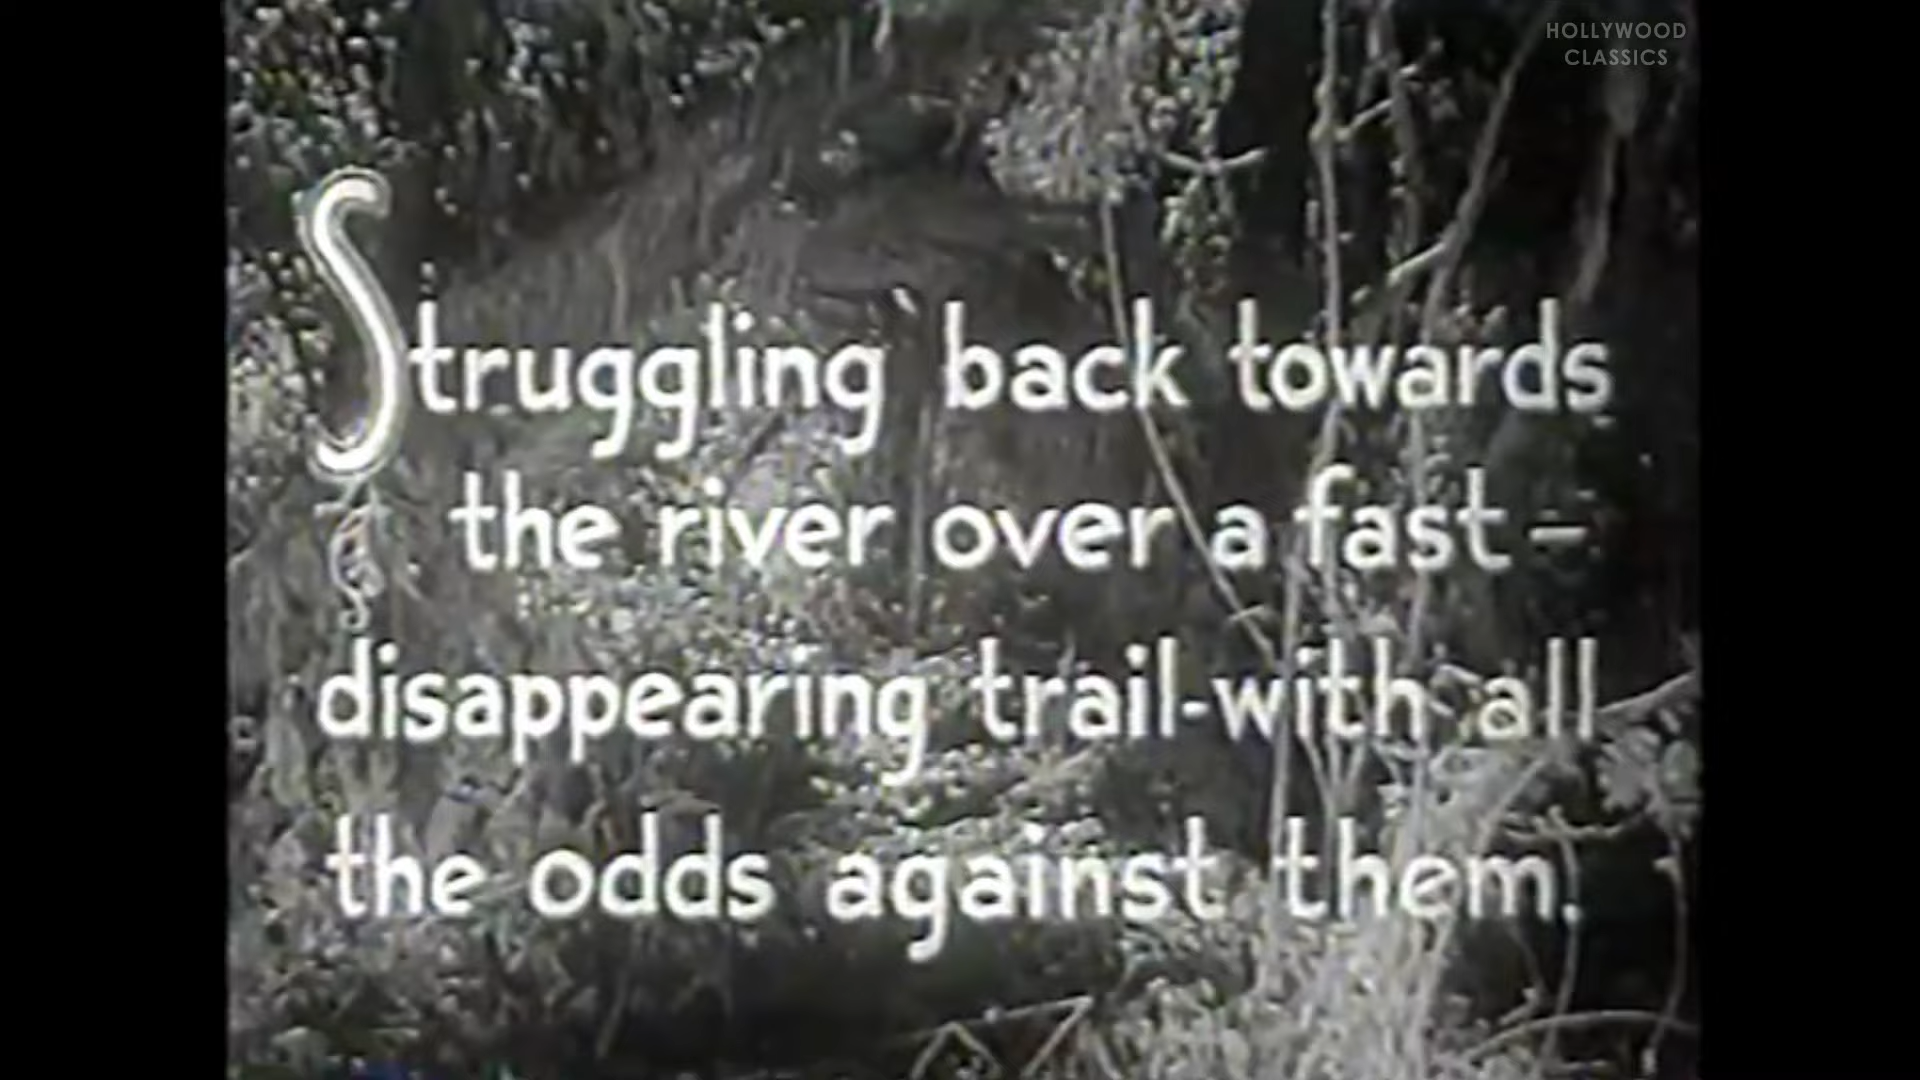 HOLLYWOOD
CLASSICS
Struggling back towards
the river over a fast-
disappearing trail-with all
the odds against them.